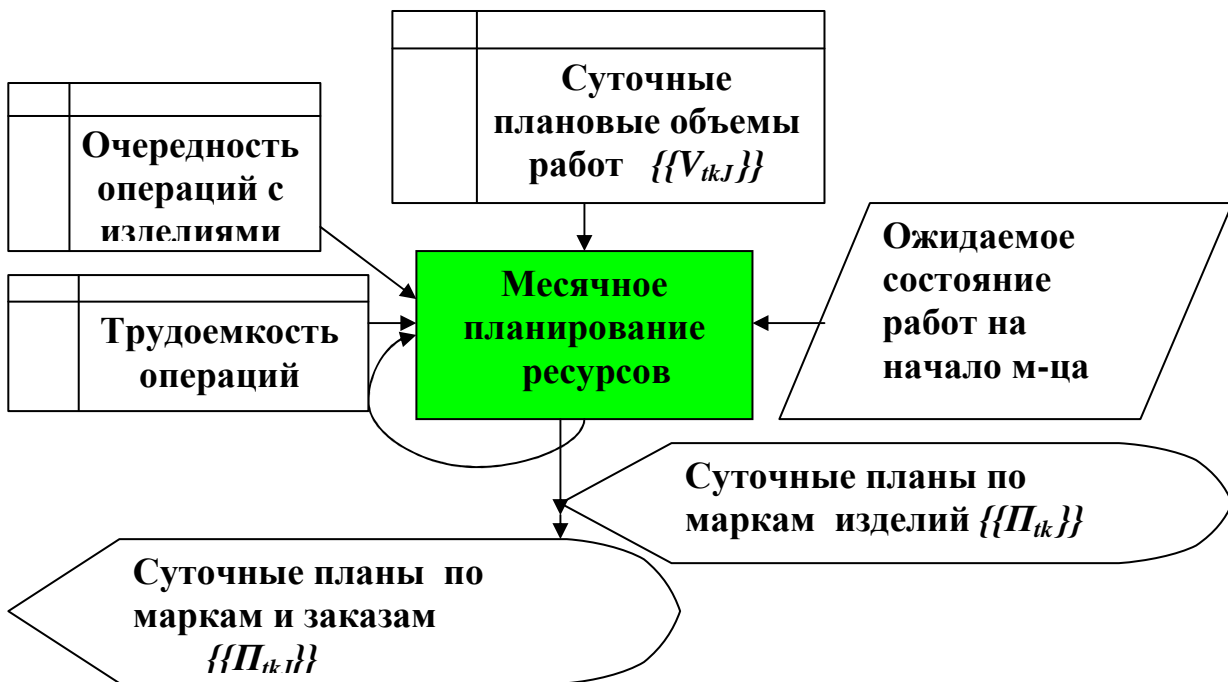 Суточные
плановые объемы
работ {{V_tkJ}}
Очередность
операций с
изделиями
Ожидаемое
состояние
работ на
начало м-ца
Месячное
планирование
ресурсов
Трудоемкость
операций
Суточные планы по
маркам изделий {{П_tk}}
Суточные планы по
маркам и заказам
{{П_tkJ}}